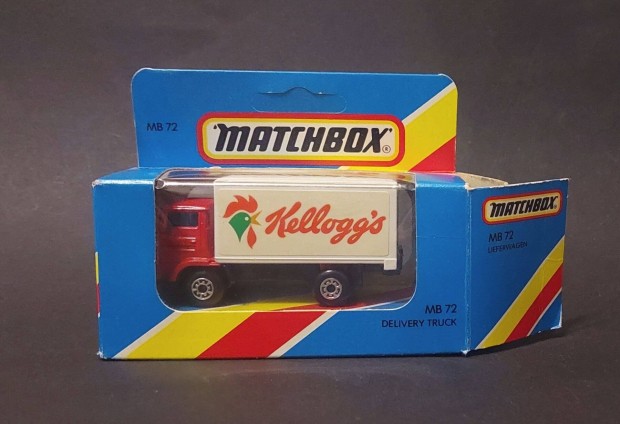 MB 72
MATCHBOX®
Kellogg's
MATCHBOX
MB 72
LIEFERWAGEN
MB 72
DELIVERY TRUCK